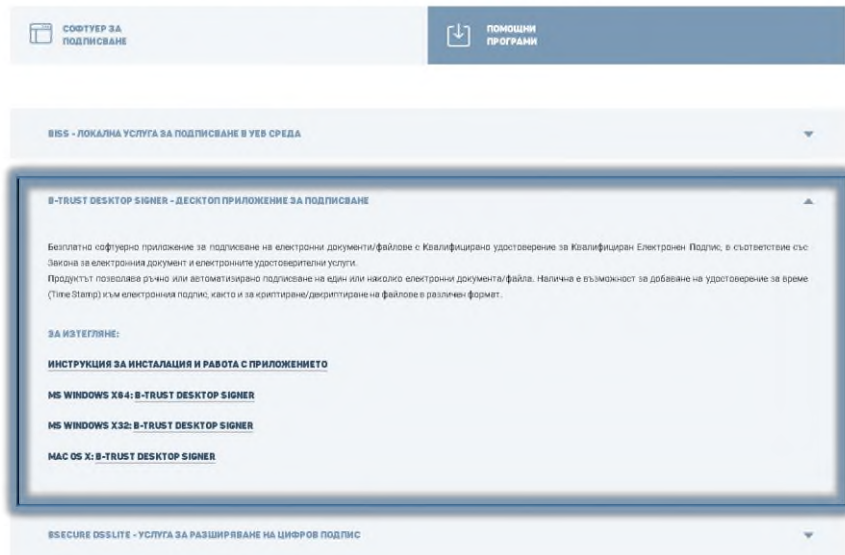 СОФТУЕР ЗА
ПОДПИСВАНЕ
ПОМОЩНИ
ПРОГРАМИ
BISS - ЛОКАЛНА УСЛУГА ЗА ПОДПИСВАНЕ В УЕБ СРЕДА
B-TRUST DESKTOP SIGNER - ДЕСКТОП ПРИЛОЖЕНИЕ ЗА ПОДПИСВАНЕ
Безплатно софтуерно приложение за подписване на електронни документи/файлове с Квалифицирано удостоверение за Квалифициран Електронен Подпис, в съответствие със
Закона за електронния документ и електронните удостоверителни услуги.
Продуктът позволява ръчно или автоматизирано подписване на един или няколко електронни документа/файла. Налична е възможност за добавяне на удостоверение за време
(Time Stamp) към електронния подпис, както и за криптиране/декриптиране на файлове в различен формат.
ЗА ИЗТЕГЛЯНЕ:
ИНСТРУКЦИЯ ЗА ИНСТАЛАЦИЯ И РАБОТА С ПРИЛОЖЕНИЕТО
MS WINDOWS X64: B-TRUST DESKTOP SIGNER
MS WINDOWS X32: B-TRUST DESKTOP SIGNER
MAC OS X: B-TRUST DESKTOP SIGNER
BSECURE DSSLITE - УСЛУГА ЗА РАЗШИРЯВАНЕ НА ЦИФРОВ ПОДПИС